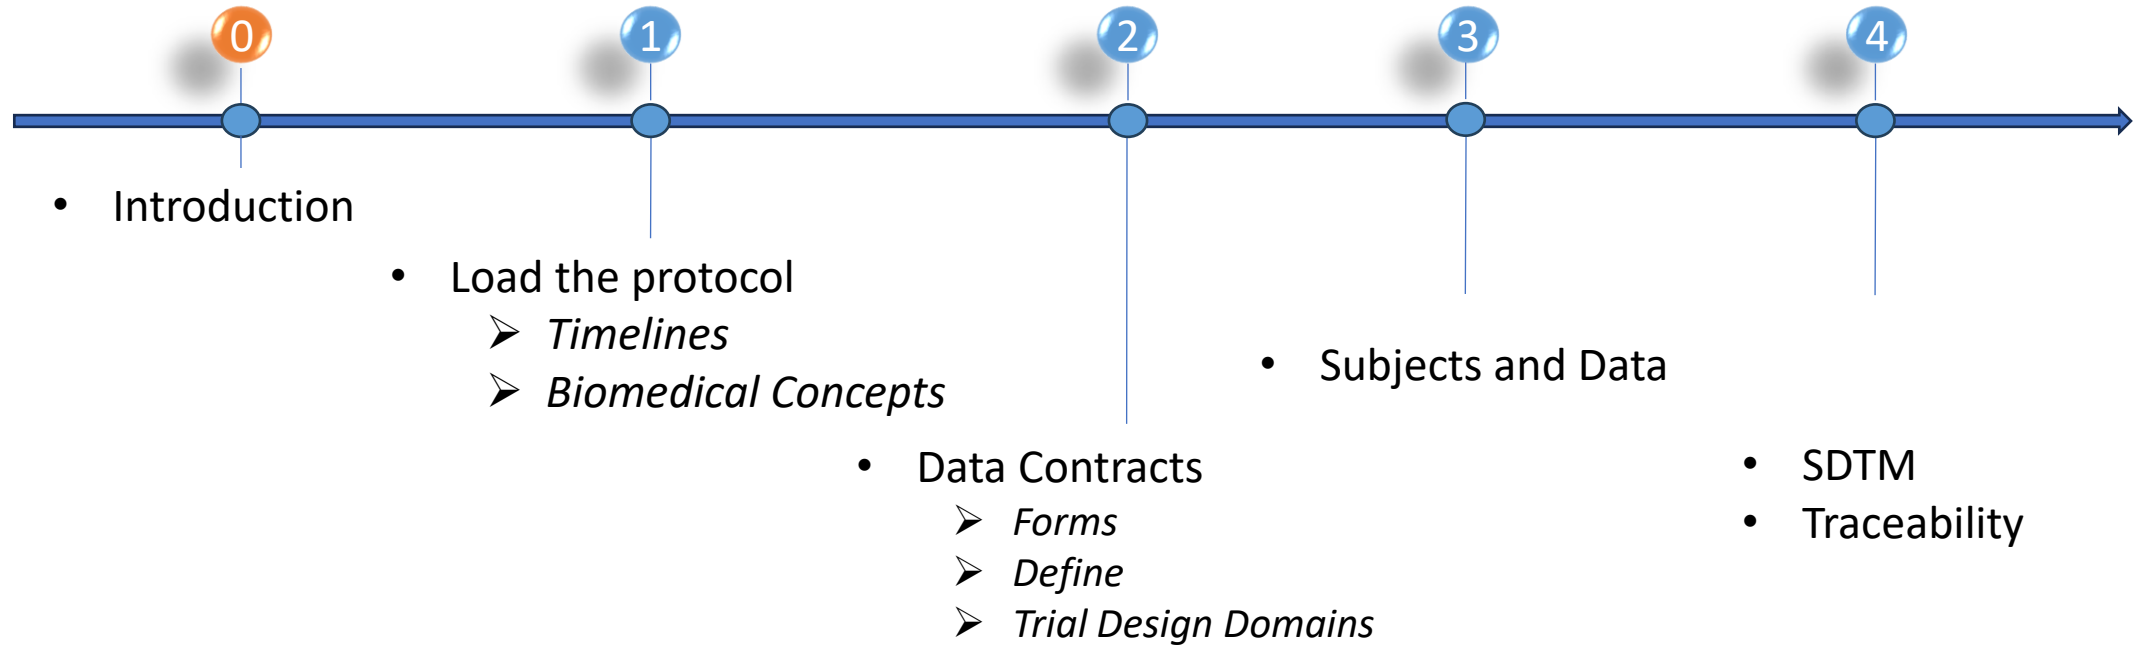 0 1 2 3 4
• Introduction
• Load the protocol
➢ Timelines
➢ Biomedical Concepts
• Data Contracts
➢ Forms
➢ Define
➢ Trial Design Domains
• Subjects and Data
• SDTM
• Traceability